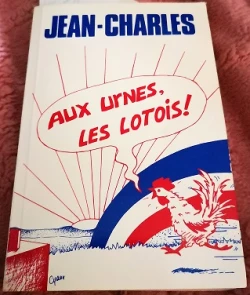 JEAN-CHARLES
AUX URNES,
LES LOTOIS!